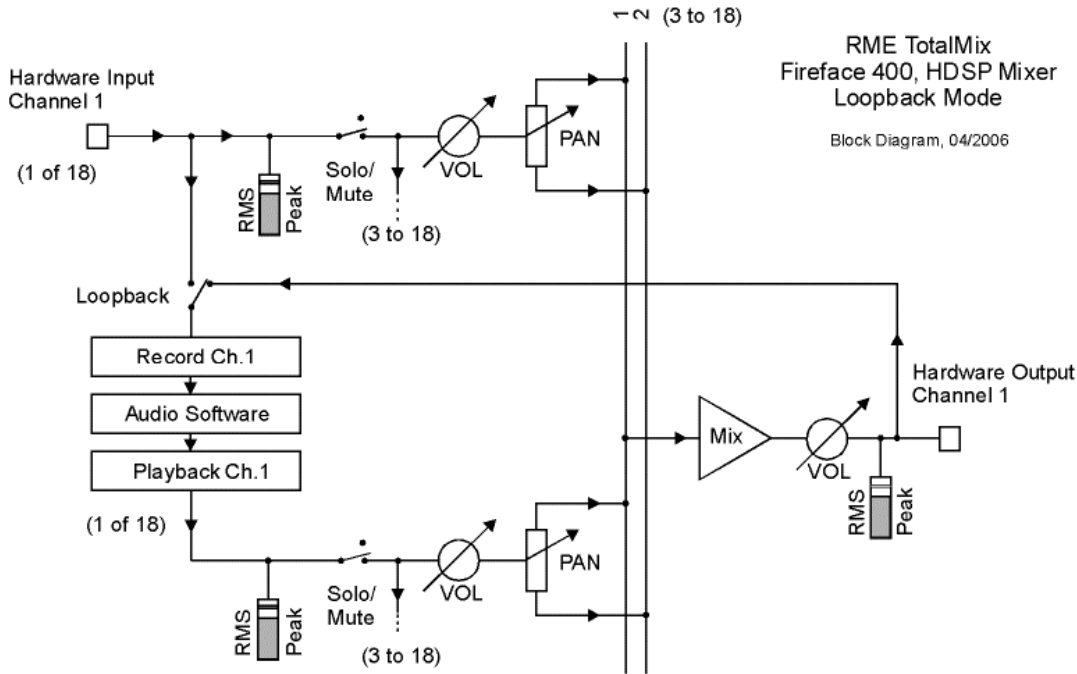 1
2
(3 to 18)
RME TotalMix
Fireface 400, HDSP Mixer
Loopback Mode
Block Diagram, 04/2006
Hardware Input
Channel 1
(1 of 18)
RMS
Peak
Solo/
Mute
(3 to 18)
VOL
PAN
Loopback
Record Ch.1
Audio Software
Playback Ch.1
(1 of 18)
Mix
VOL
Hardware Output
Channel 1
RMS
Peak
RMS
Peak
Solo/
Mute
(3 to 18)
VOL
PAN